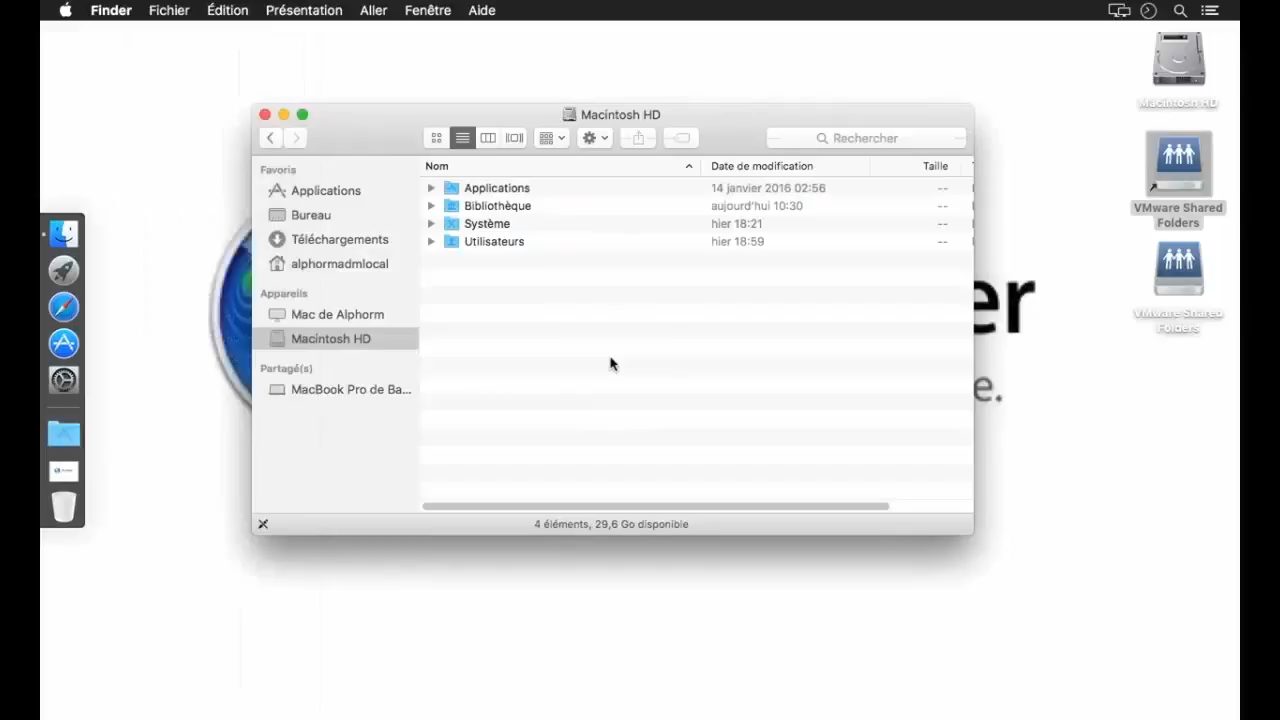 Finder Fichier Édition Présentation Aller Fenêtre Aide
Macintosh HD
Rechercher
Favoris
Applications
Bureau
Téléchargements
alphormadmlocal
Appareils
Mac de Alphorm
Macintosh HD
Partagé(s)
MacBook Pro de Ba...
Nom Date de modification Taille
Applications 14 janvier 2016 02:56 --
Bibliothèque aujourd'hui 10:30 --
Système hier 18:21 --
Utilisateurs hier 18:59 --
4 éléments, 29,6 Go disponible
er
e.
Macintosh HD
VMware Shared
Folders
VMware Shared
Folders